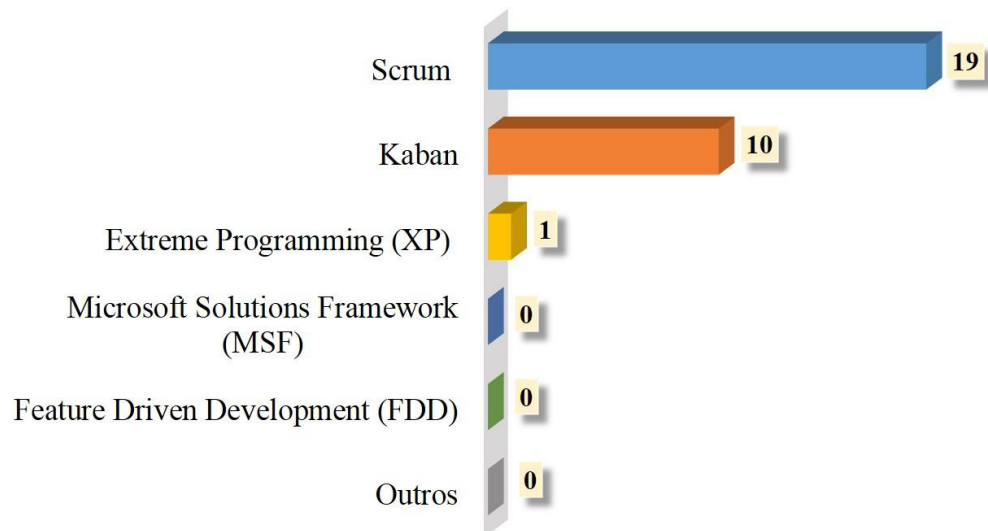 Scrum
19
Kaban
10
Extreme Programming (XP)
1
Microsoft Solutions Framework
(MSF)
0
Feature Driven Development (FDD)
0
Outros
0